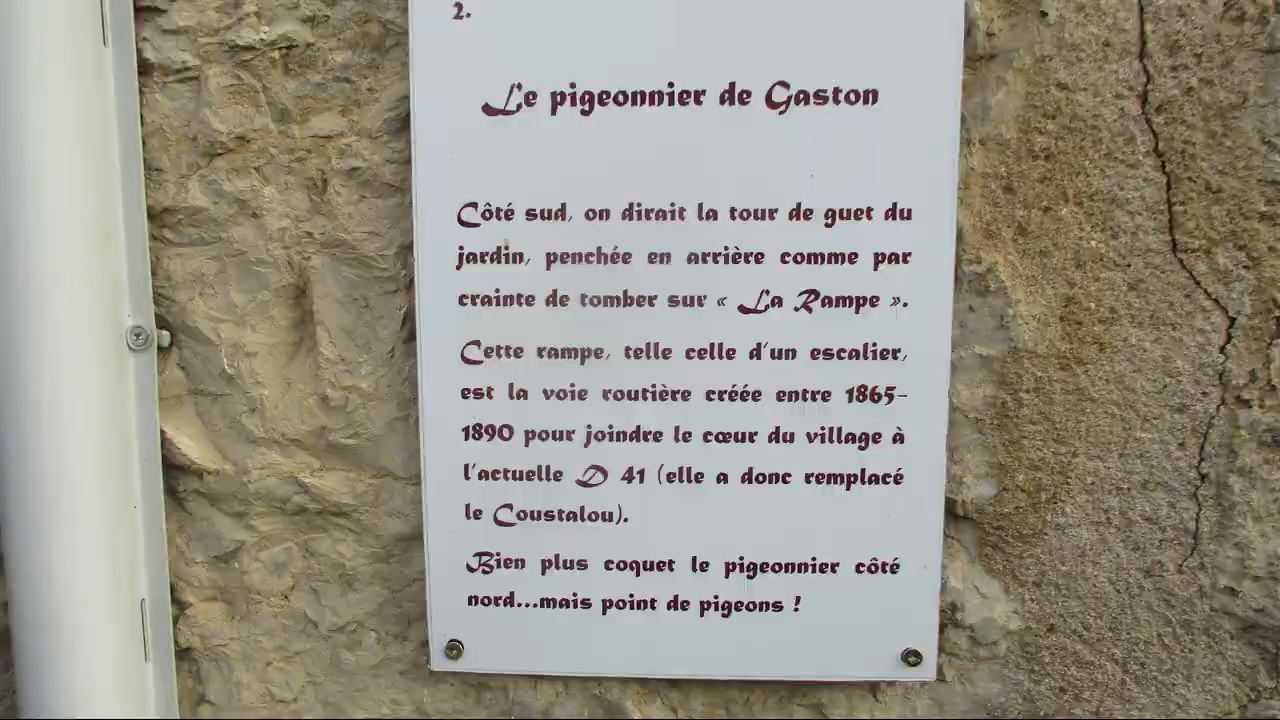 2.
Le pigeonnier de Gaston
Côté sud, on dirait la tour de guet du
jardin, penchée en arrière comme par
crainte de tomber sur « La Rampe ».
Cette rampe, telle celle d'un escalier,
est la voie routière créée entre 1865-
1890 pour joindre le cœur du village à
l'actuelle D 41 (elle a donc remplacé
le Coustalou).
Bien plus coquet le pigeonnier côté
nord...mais point de pigeons !